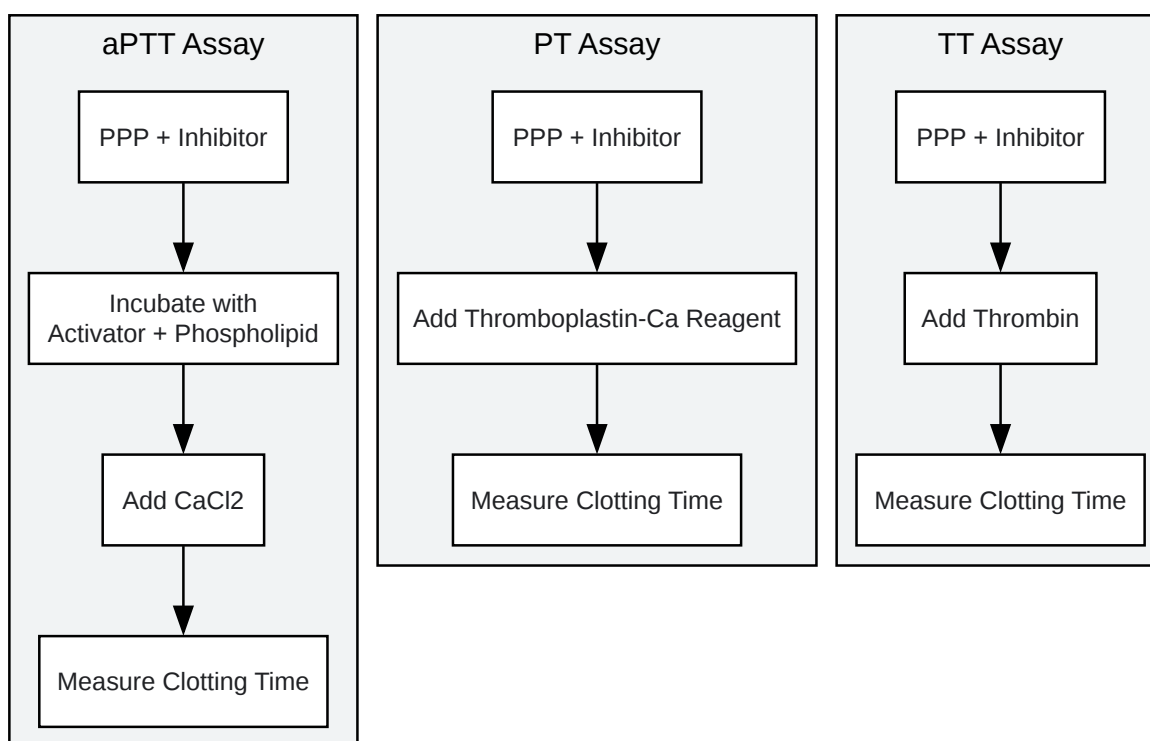 aPTT Assay
PPP + Inhibitor
Incubate with
Activator + Phospholipid
Add CaCl2
Measure Clotting Time
PT Assay
PPP + Inhibitor
Add Thromboplastin-Ca Reagent
Measure Clotting Time
TT Assay
PPP + Inhibitor
Add Thrombin
Measure Clotting Time